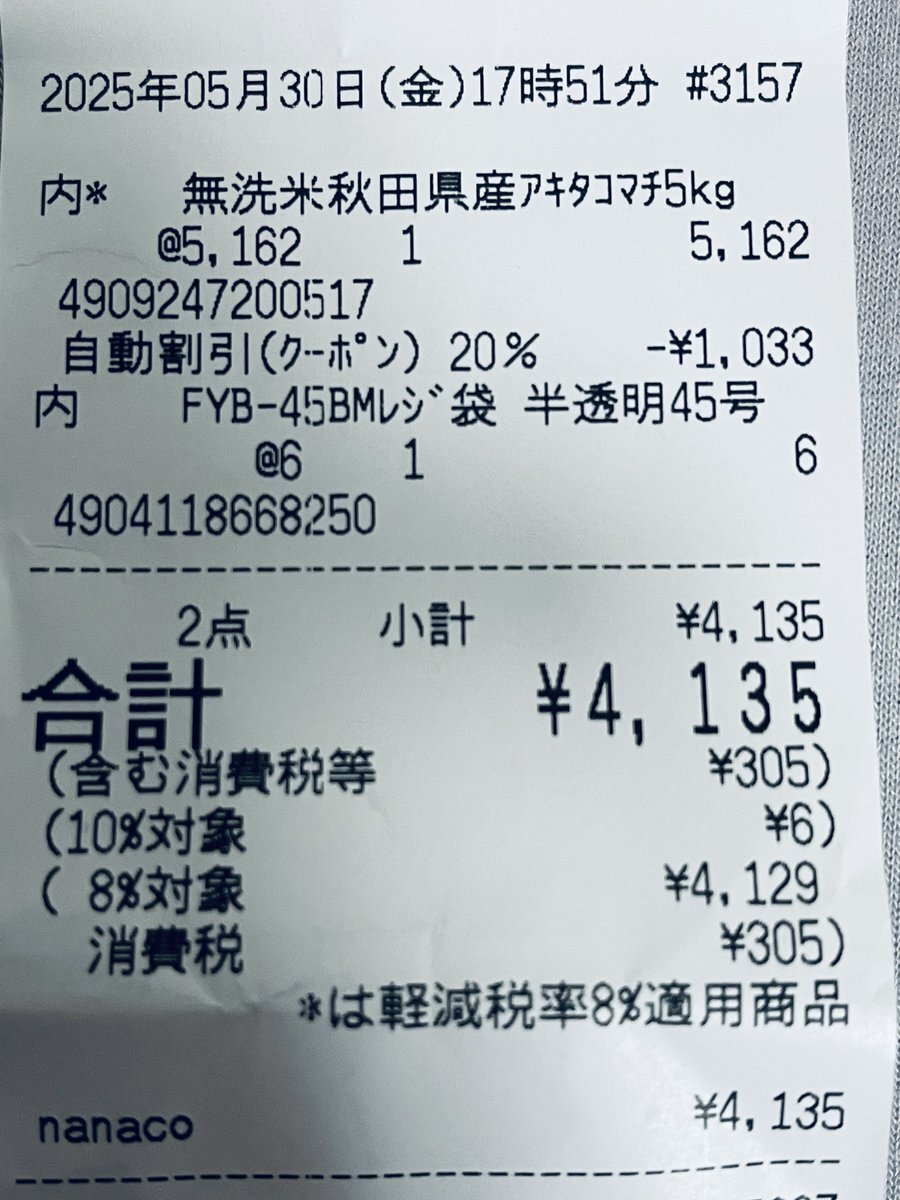 2025年05月30日(金)17時51分 #3157
内* 無洗米秋田県産ｱｷﾀｺﾏﾁ5kg
@5,162 1 5,162
4909247200517
自動割引(ｸｰﾎﾟﾝ) 20% -¥1,033
内 FYB-45BMﾚｼﾞ袋 半透明45号
@6 1 6
4904118668250
2点 小計 ¥4,135
合計 ¥4,135
(含む消費税等 ¥305)
(10%対象 ¥6)
( 8%対象 ¥4,129
消費税 ¥305)
*は軽減税率8%適用商品
nanaco ¥4,135